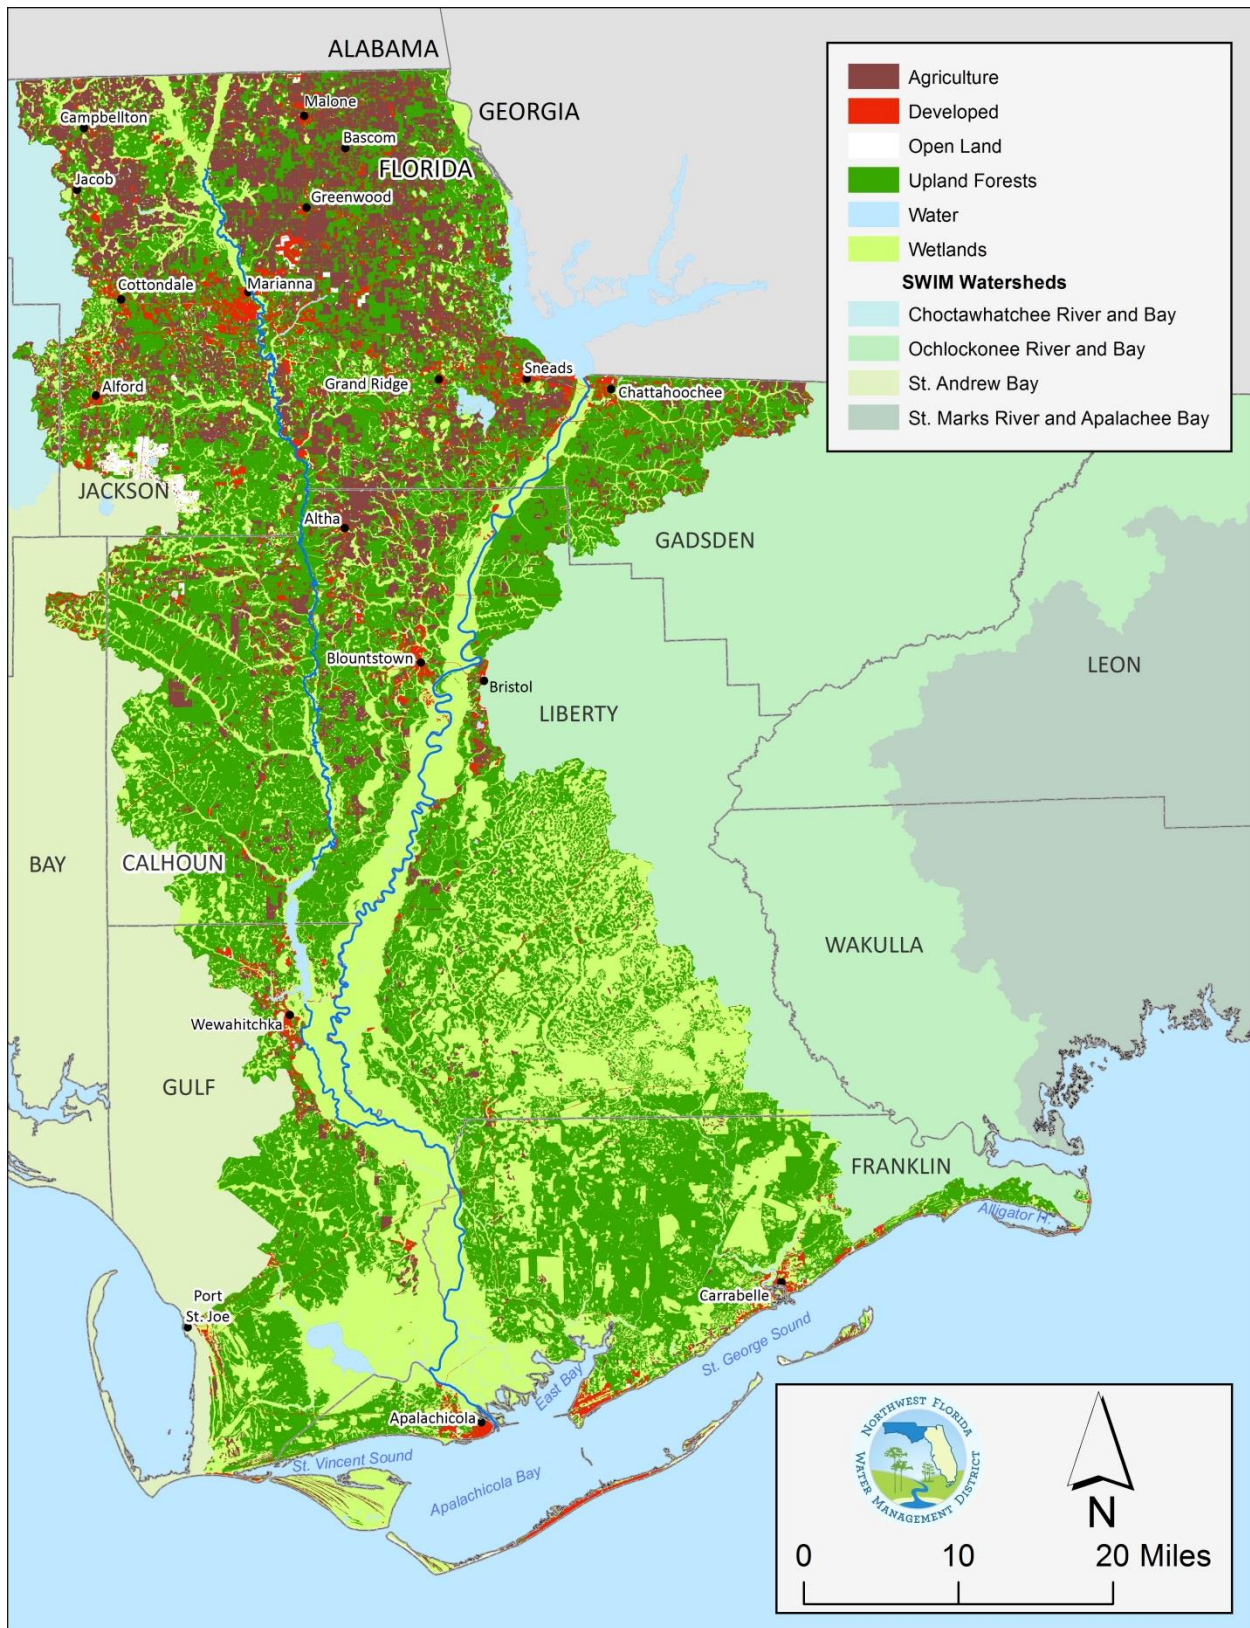 ALABAMA
GEORGIA
FLORIDA
Malone
Campbellton
Bascom
Jacob
Greenwood
Cottondale
Marianna
Alford
Grand Ridge
Sneads
Chattahoochee
JACKSON
Altha
GADSDEN
LEON
Blountstown
Bristol
LIBERTY
BAY
CALHOUN
WAKULLA
Wewahitchka
GULF
FRANKLIN
Alligator H.
Port
St. Joe
Carrabelle
St. George Sound
East Bay
Apalachicola
St. Vincent Sound
Apalachicola Bay
Agriculture
Developed
Open Land
Upland Forests
Water
Wetlands
SWIM Watersheds
Choctawhatchee River and Bay
Ochlockonee River and Bay
St. Andrew Bay
St. Marks River and Apalachee Bay
NORTHWEST FLORIDA
WATER MANAGEMENT DISTRICT
N
0 10 20 Miles